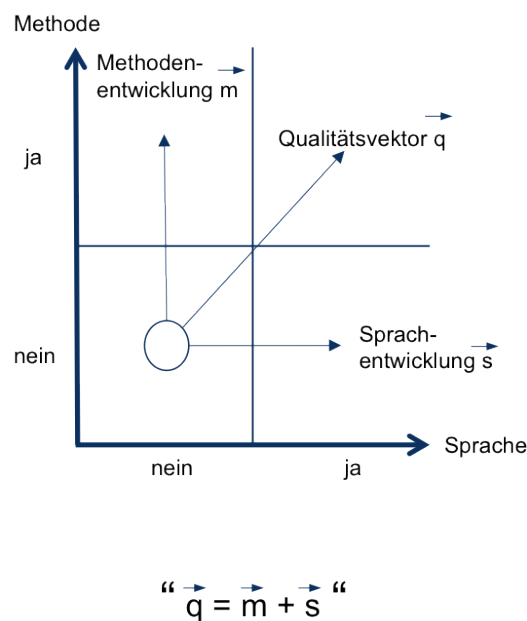 Methode
Methoden-
entwicklung m
Qualitätsvektor q
ja
nein
Sprach-
entwicklung s
Sprache
nein
ja
“ q = m + s “